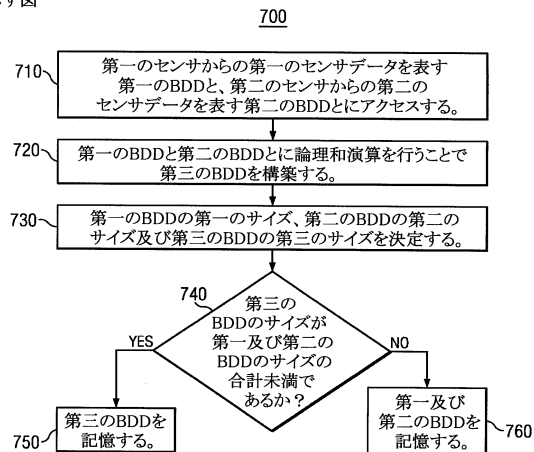 す図
700
710
第一のセンサからの第一のセンサデータを表す
第一のBDDと、第二のセンサからの第二の
センサデータを表す第二のBDDとにアクセスする。
720
第一のBDDと第二のBDDとに論理和演算を行うことで
第三のBDDを構築する。
730
第一のBDDの第一のサイズ、第二のBDDの第二の
サイズ及び第三のBDDの第三のサイズを決定する。
740
第三の
BDDのサイズが
第一及び第二の
BDDのサイズの
合計未満で
あるか？
YES
NO
750
第三のBDDを
記憶する。
第一及び
第二のBDDを
記憶する。
760